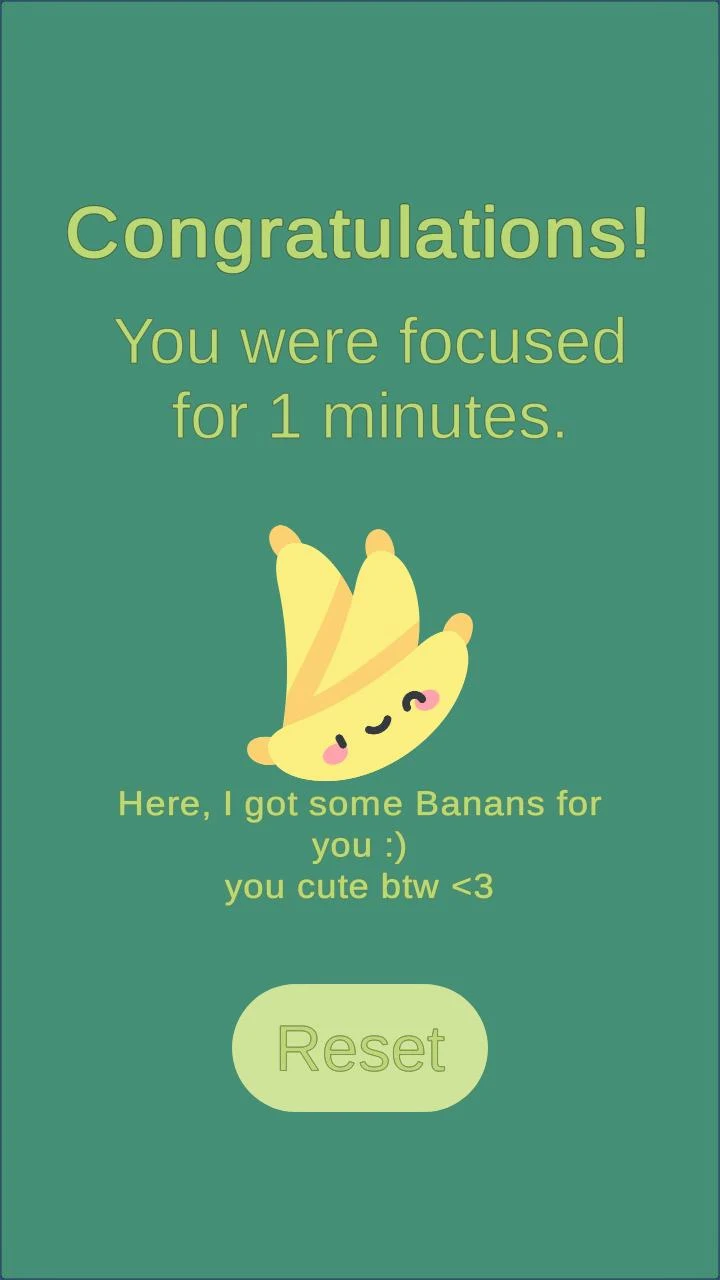 Congratulations!
You were focused
for 1 minutes.
Here, I got some Banans for
you :)
you cute btw <3
Reset